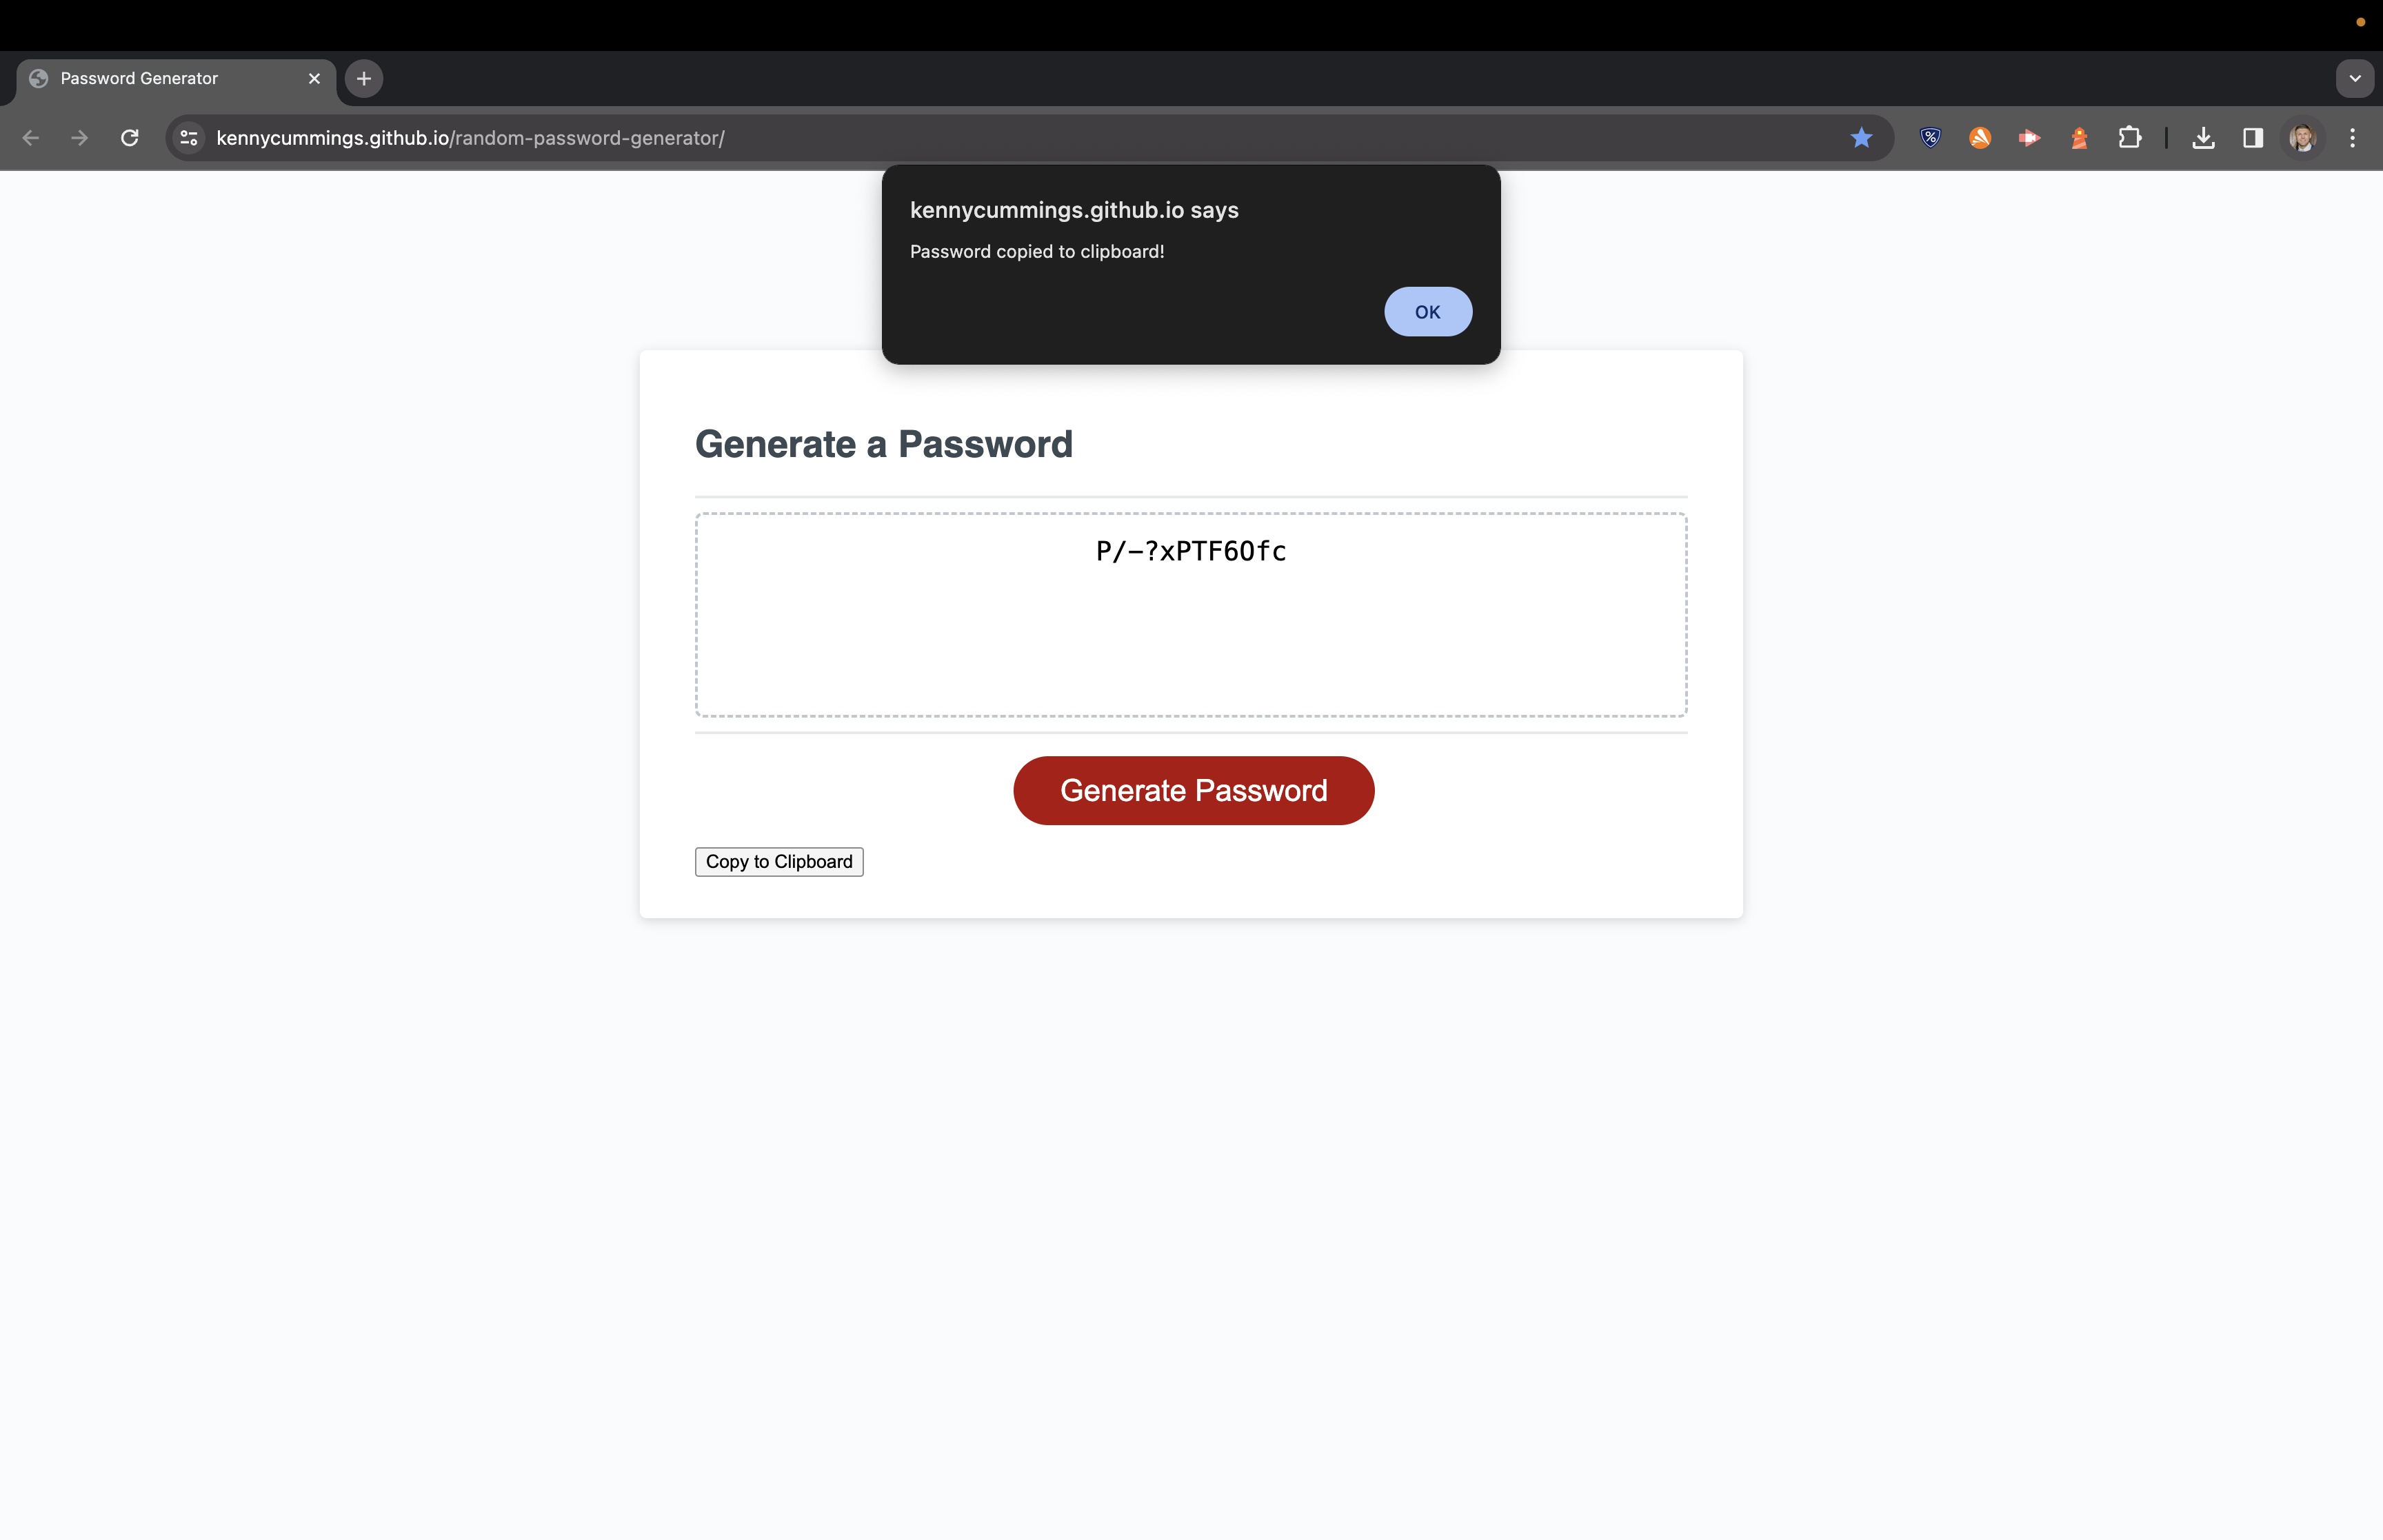 Password Generator
kennycummings.github.io/random-password-generator/
kennycummings.github.io says
Password copied to clipboard!
OK
Generate a Password
P/-?xPTF6Ofc
Generate Password
Copy to Clipboard